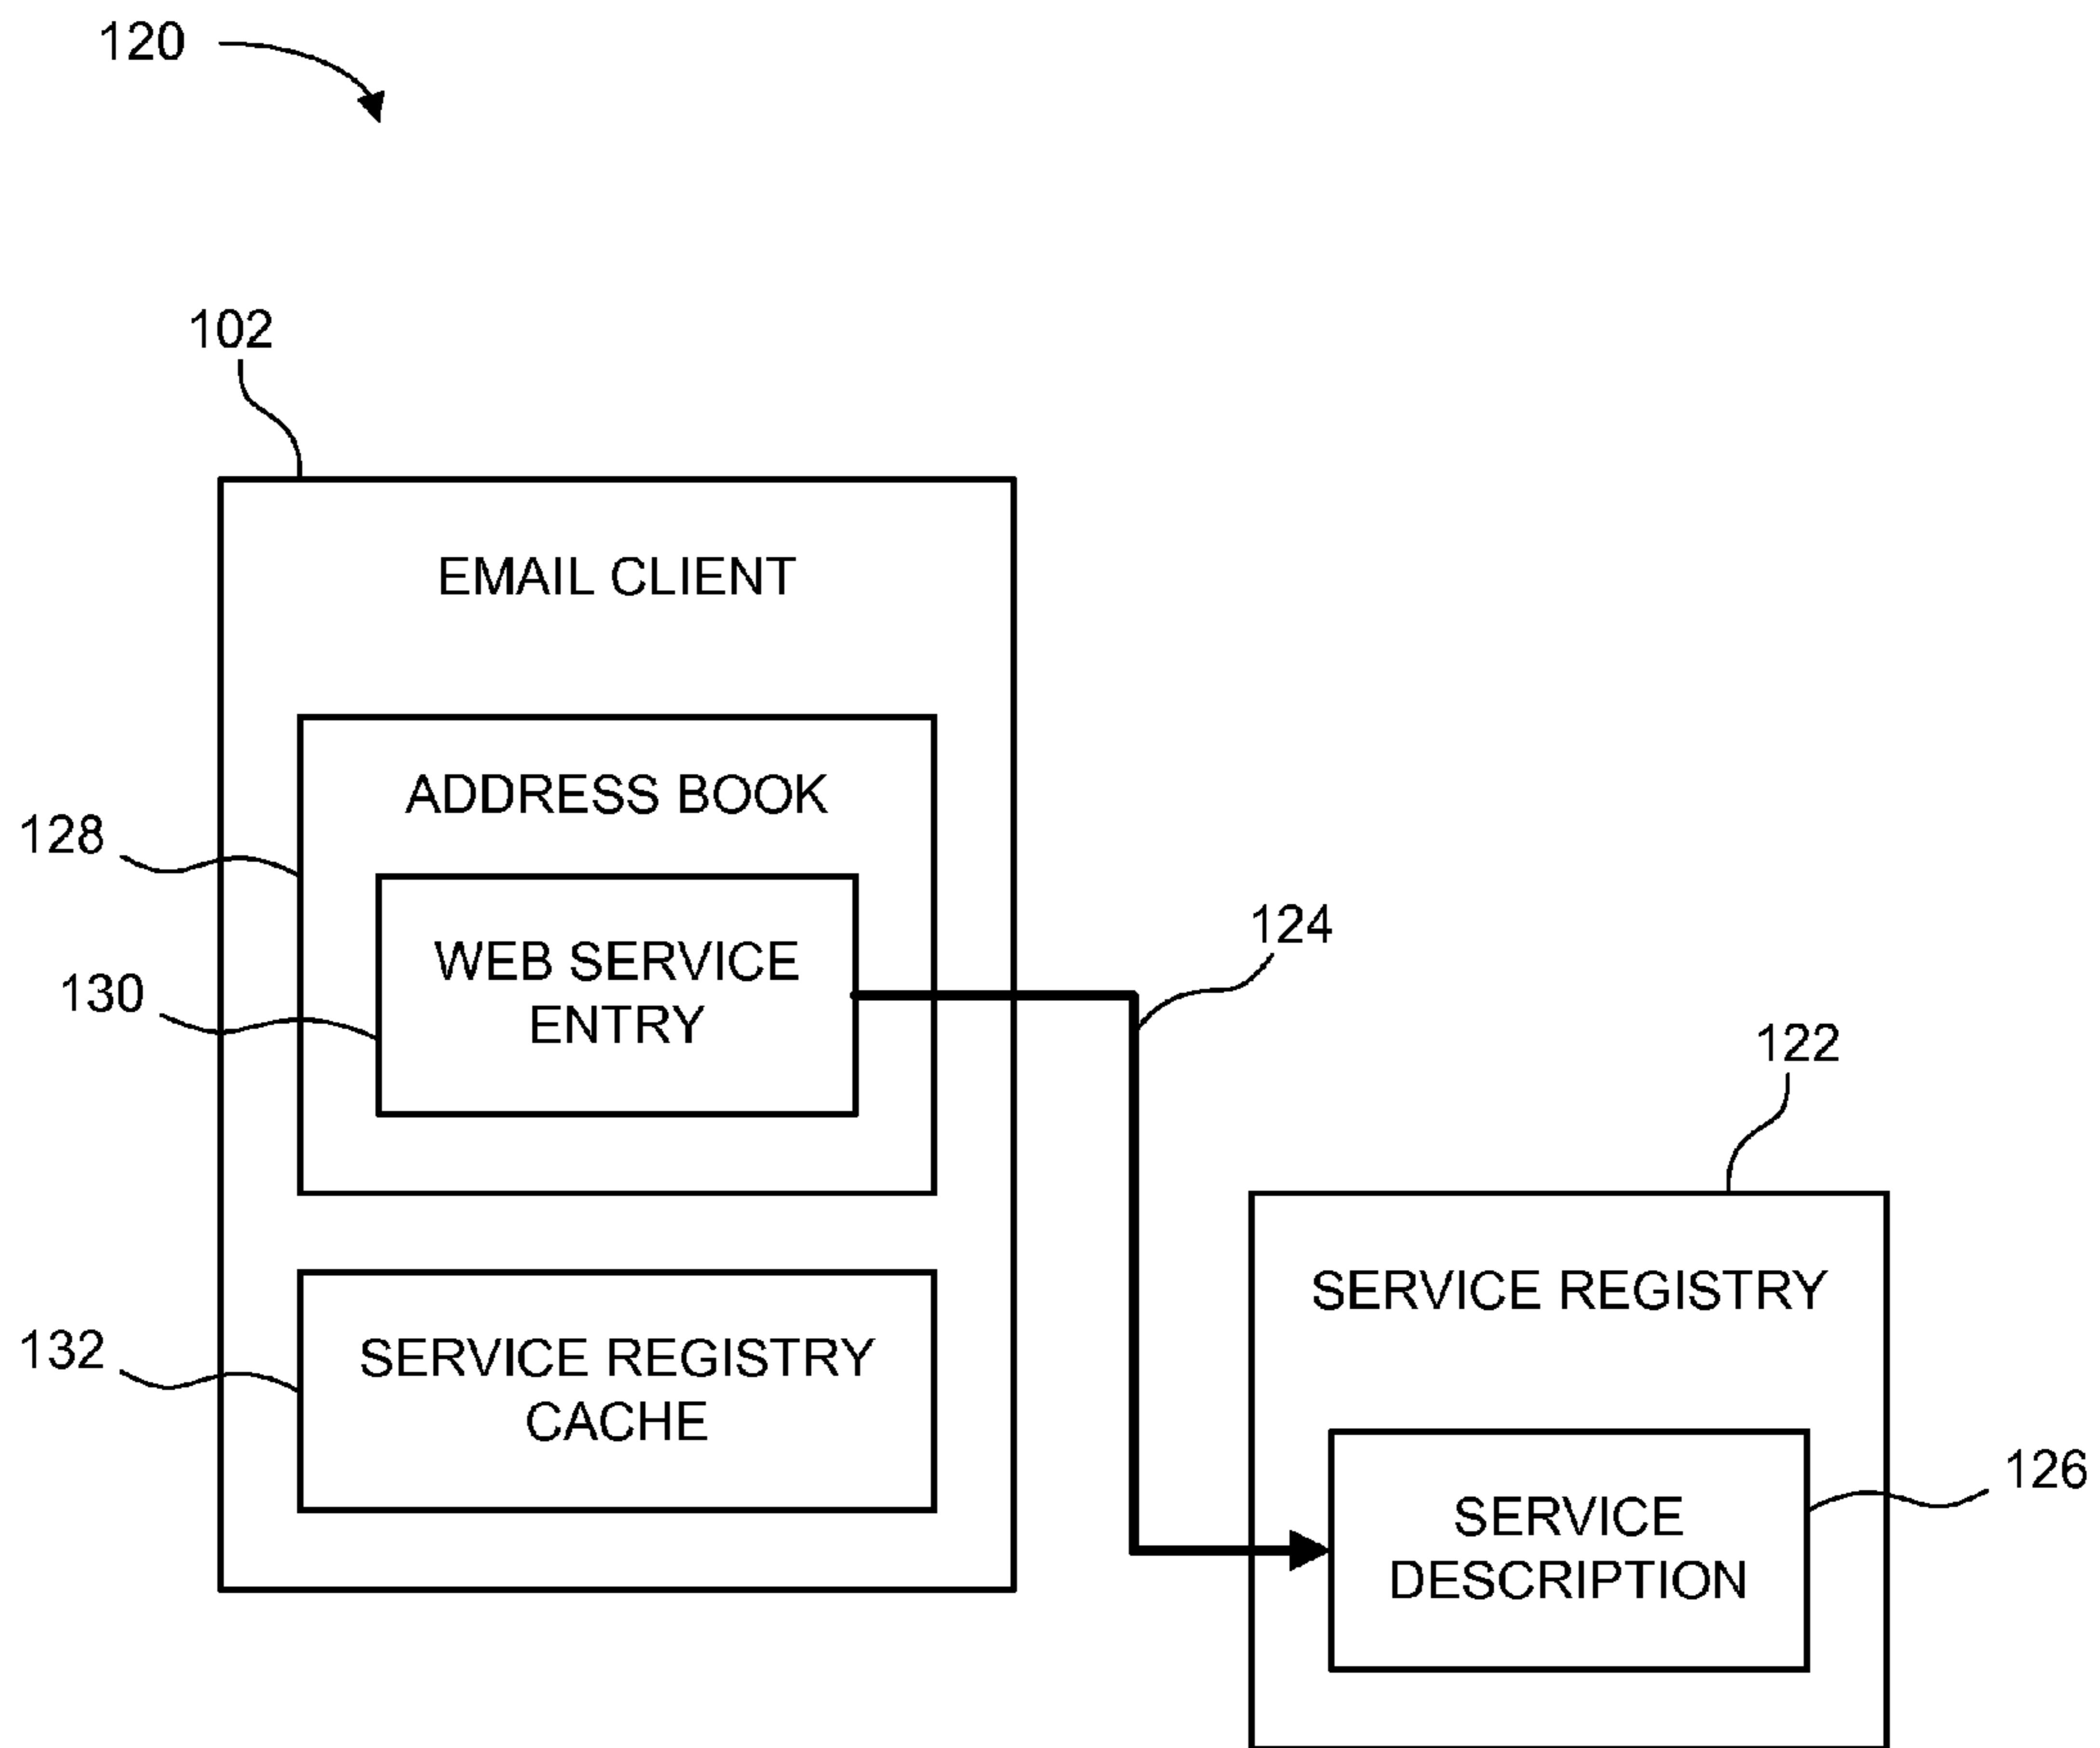 120
102
EMAIL CLIENT
ADDRESS BOOK
128
WEB SERVICE
ENTRY
130
124
122
SERVICE REGISTRY
132
SERVICE REGISTRY
CACHE
126
SERVICE
DESCRIPTION